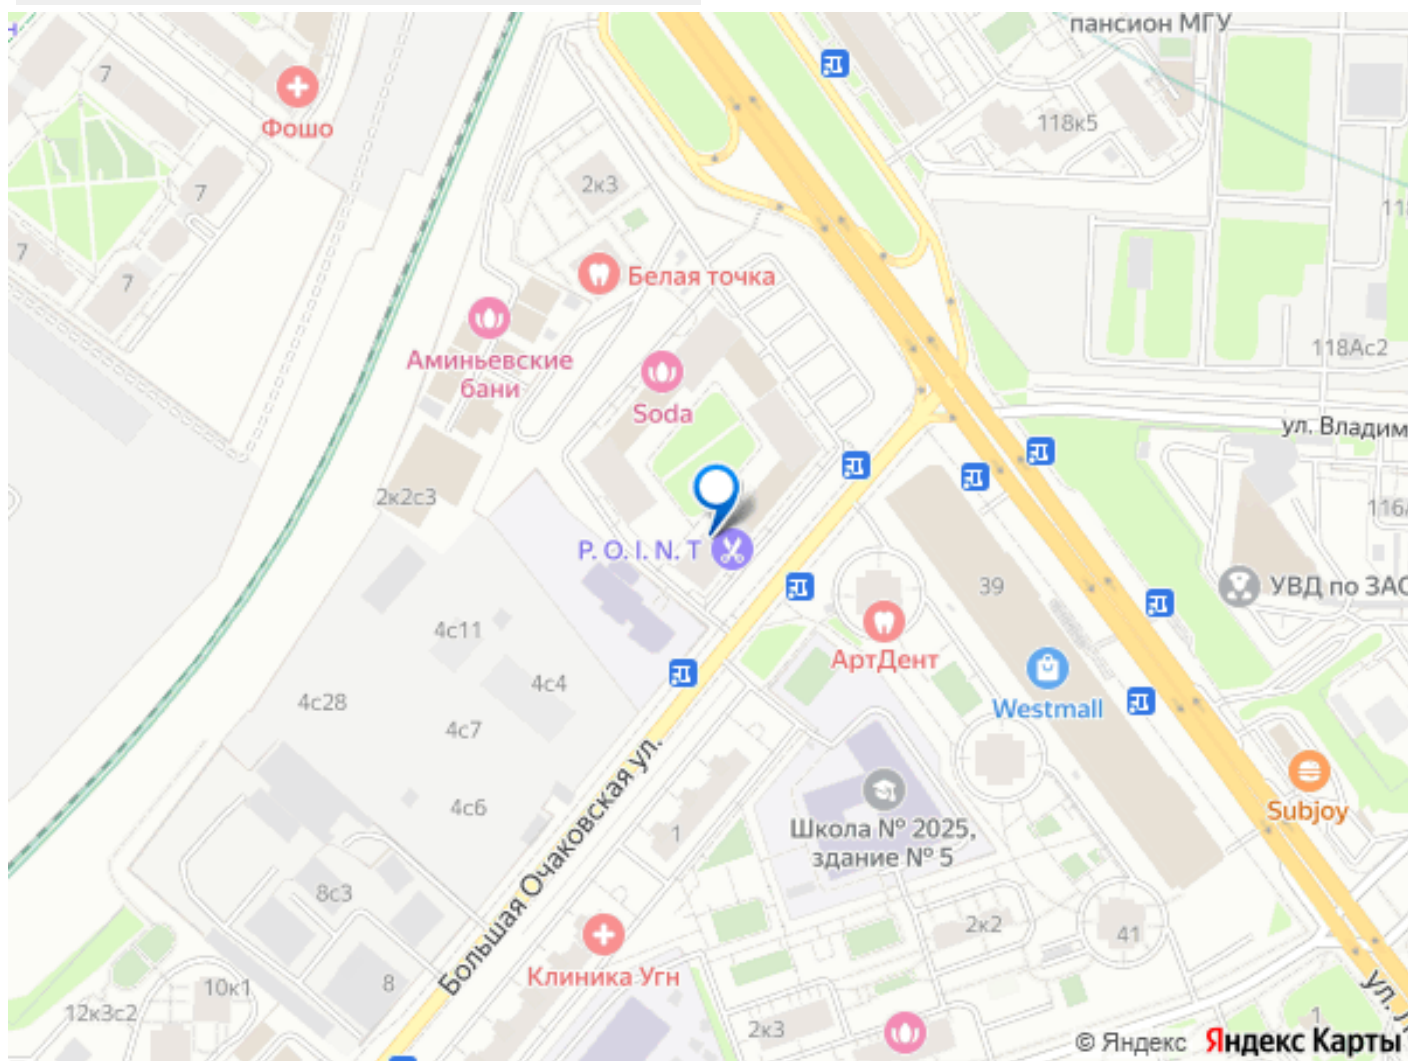 пансион МГУ
7
Фошо
118к5
2к3
7
7
7
Белая точка
Аминьевские
бани
118Ас2
Soda
ул. Владим
2к2с3
P. O. I. N. T
39
УВД по ЗАО
4с11
АртДент
4с4
4с28
Westmall
4с7
4с6
Большая Очаковская ул.
1
Школа № 2025,
здание № 5
Subjoy
8с3
2к2
41
Клиника Угн
10к1
8
12к3с2
2к3
1
© Яндекс Яндекс Карты